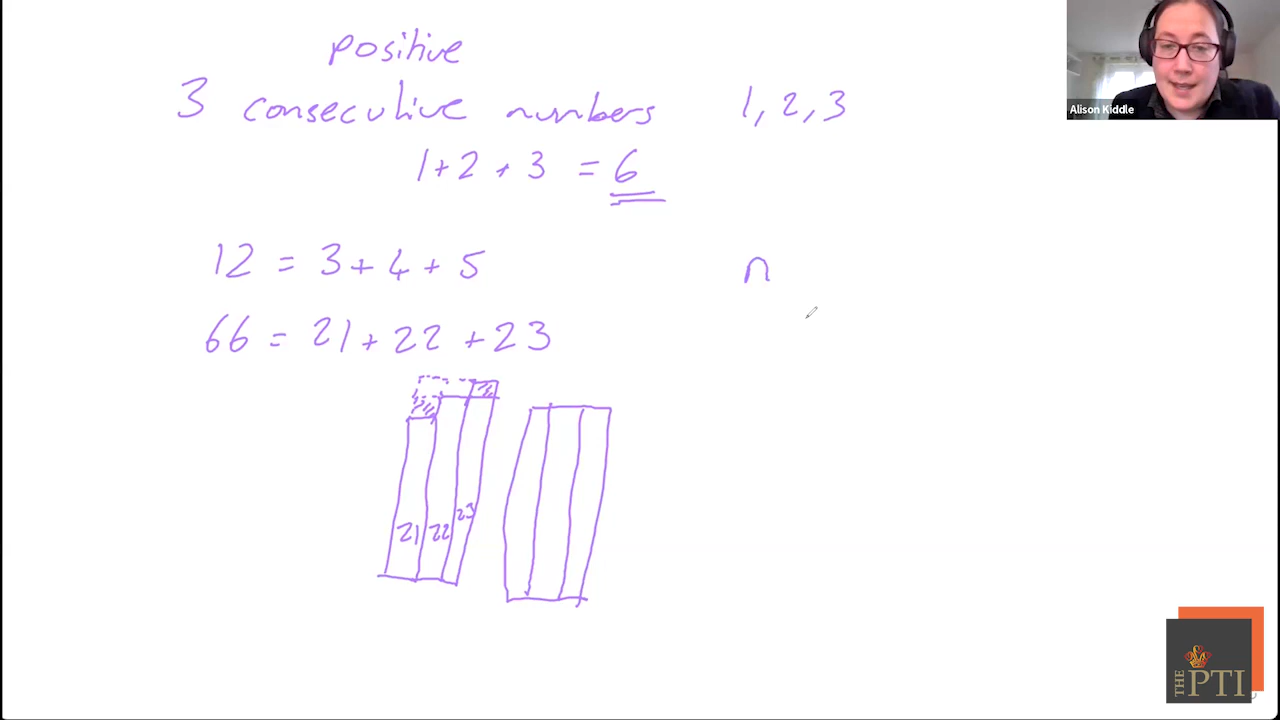 positive
3 consecutive numbers 1, 2, 3
1 + 2 + 3 = 6
12 = 3 + 4 + 5
n
66 = 21 + 22 + 23
21 22 23
Alison Kiddle
THE PTI